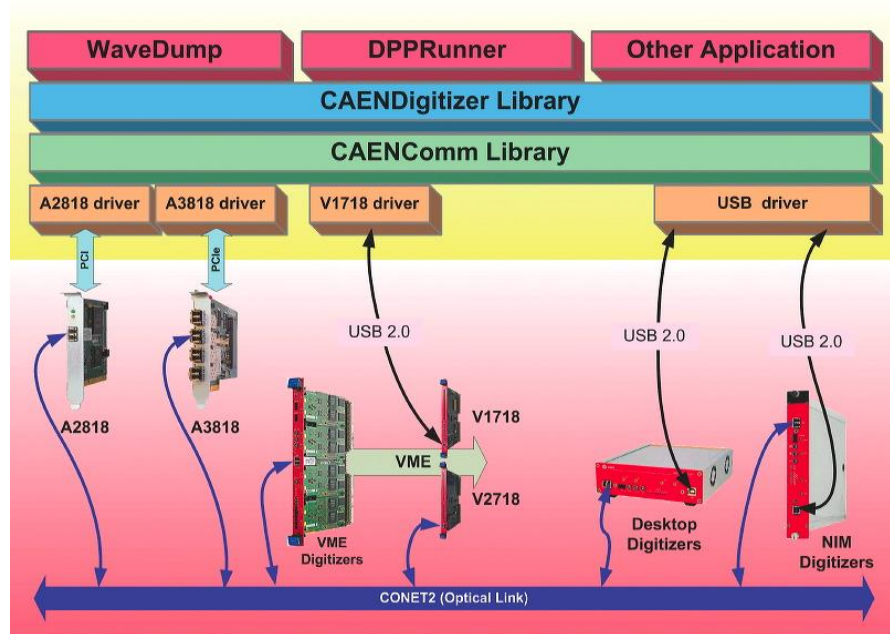 WaveDump
DPPRunner
Other Application
CAENDigitizer Library
CAENComm Library
A2818 driver
A3818 driver
V1718 driver
USB driver
PCI
PCIe
USB 2.0
USB 2.0
USB 2.0
A2818
A3818
V1718
VME
V2718
VME
Digitizers
Desktop
Digitizers
NIM
Digitizers
CONET2 (Optical Link)